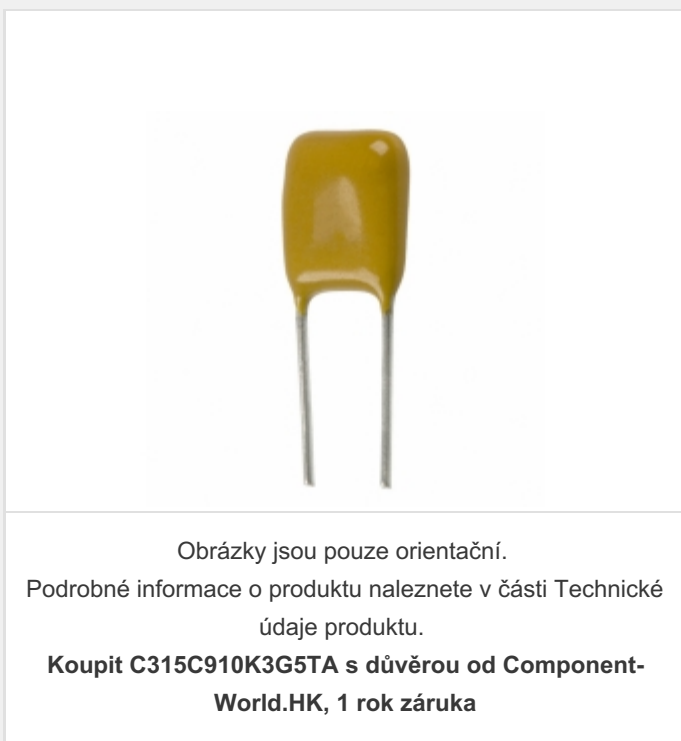 Obrázky jsou pouze orientační.
Podrobné informace o produktu naleznete v části Technické
údaje produktu.
Koupit C315C910K3G5TA s důvěrou od Component-
World.HK, 1 rok záruka